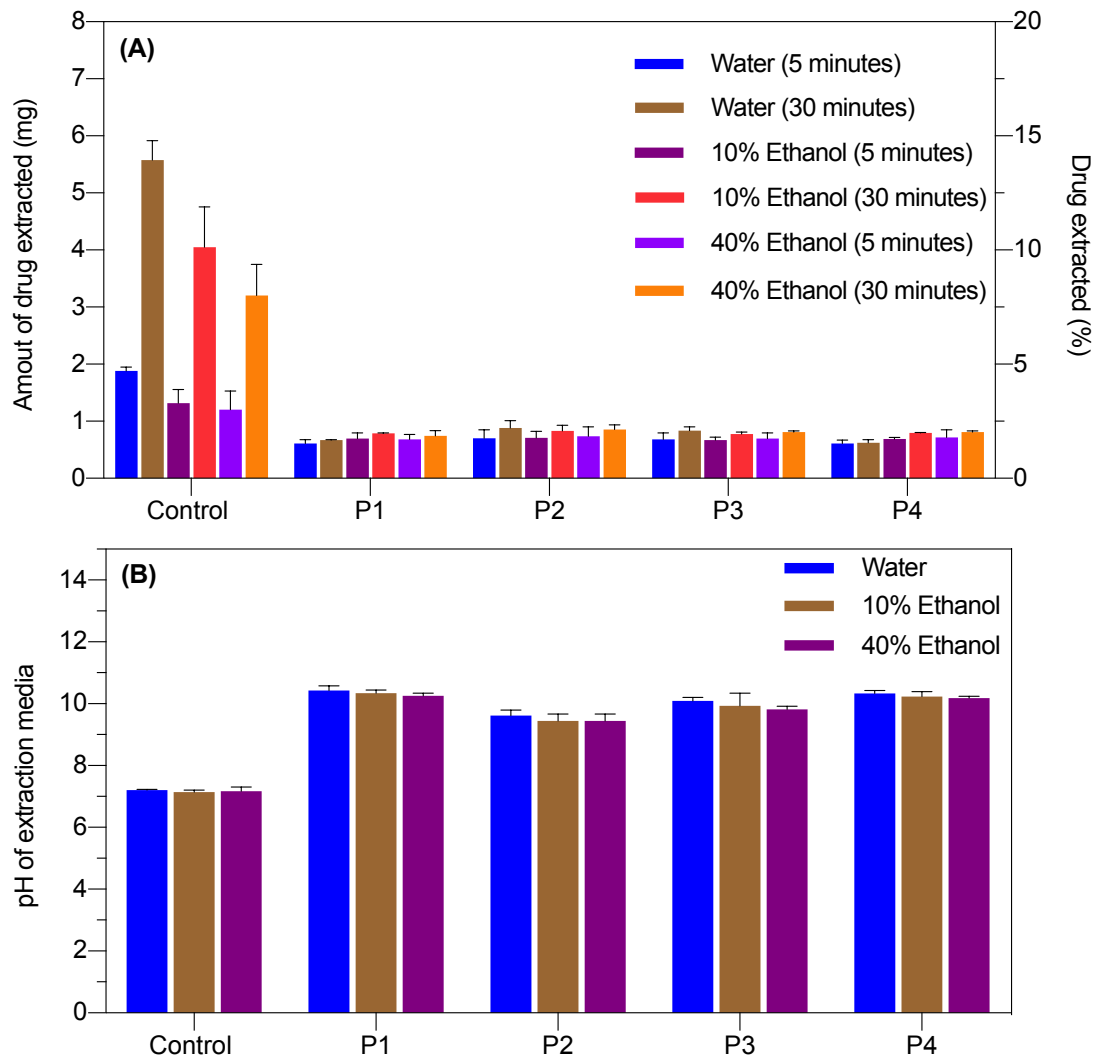 (A)
Amout of drug extracted (mg)
8
7
6
5
4
3
2
1
0
Water (5 minutes)
Water (30 minutes)
10% Ethanol (5 minutes)
10% Ethanol (30 minutes)
40% Ethanol (5 minutes)
40% Ethanol (30 minutes)
20
15
10
5
0
Drug extracted (%)
Control P1 P2 P3 P4
(B)
pH of extraction media
14
12
10
8
6
4
2
0
Water
10% Ethanol
40% Ethanol
Control P1 P2 P3 P4